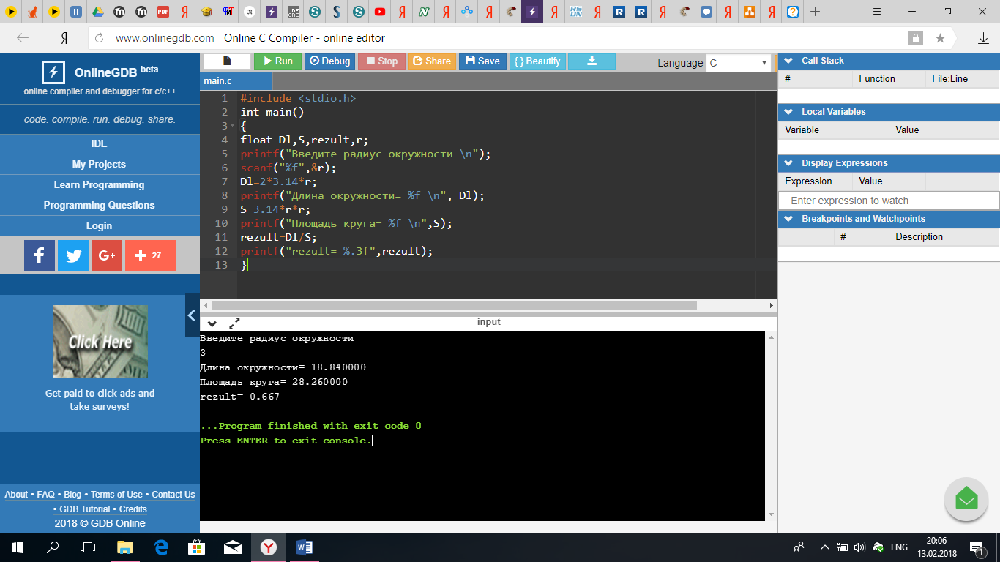 www.onlinegdb.com Online C Compiler - online editor
OnlineGDB beta
online compiler and debugger for c/c++
code. compile. run. debug. share.
IDE
My Projects
Learn Programming
Programming Questions
Login
27
Click Here
Get paid to click ads and
take surveys!
About • FAQ • Blog • Terms of Use • Contact Us
• GDB Tutorial • Credits
2018 © GDB Online
Run Debug Stop Share Save { } Beautify Language C
main.c
1 #include <stdio.h>
2 int main()
3 {
4 float Dl,S,rezult,r;
5 printf("Введите радиус окружности \n");
6 scanf("%f",&r);
7 Dl=2*3.14*r;
8 printf("Длина окружности= %f \n", Dl);
9 S=3.14*r*r;
10 printf("Площадь круга= %f \n",S);
11 rezult=Dl/S;
12 printf("rezult= %.3f",rezult);
13 }
input
Введите радиус окружности
3
Длина окружности= 18.840000
Площадь круга= 28.260000
rezult= 0.667
...Program finished with exit code 0
Press ENTER to exit console.
Call Stack
# Function File:Line
Local Variables
Variable Value
Display Expressions
Expression Value
Enter expression to watch
Breakpoints and Watchpoints
# Description
ENG
20:06
13.02.2018
1